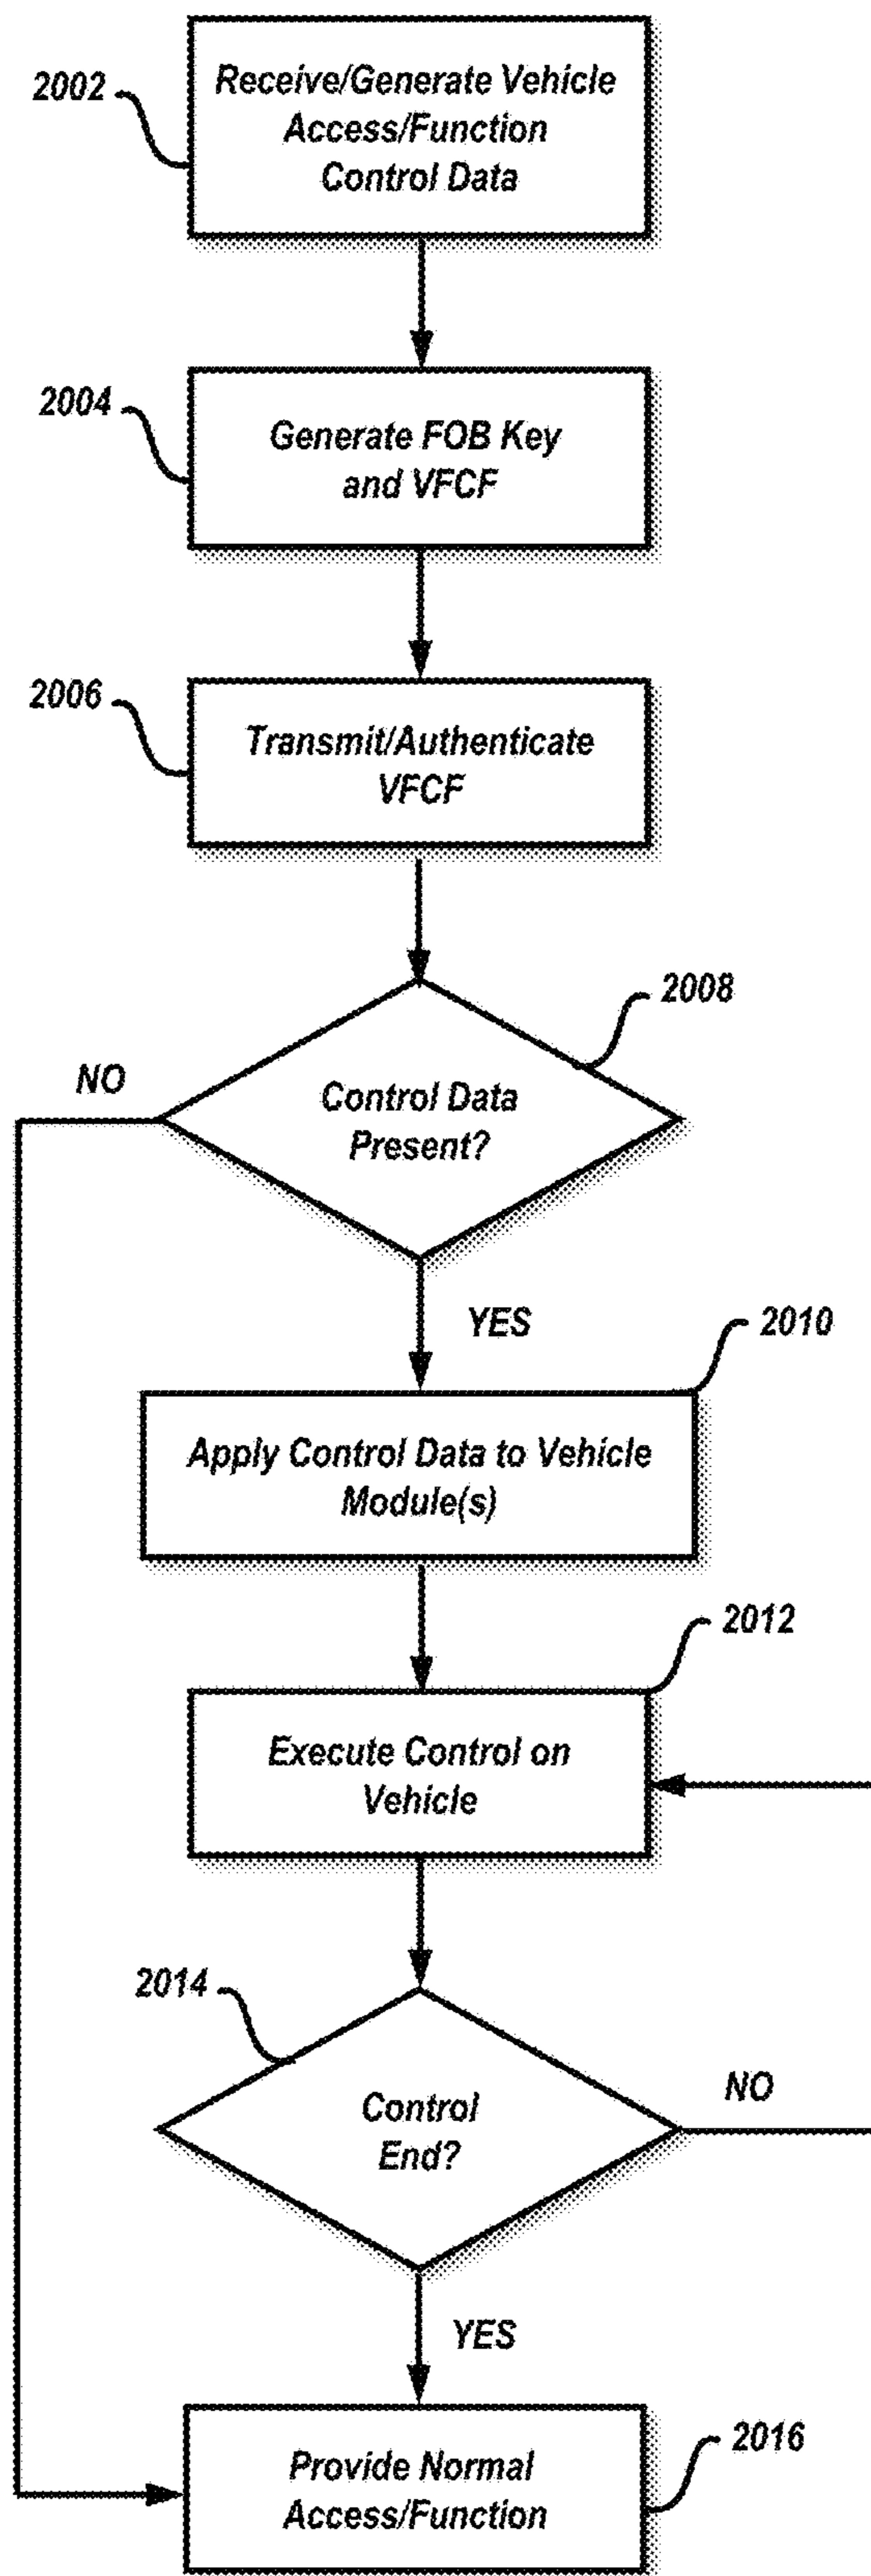 2002
Receive/Generate Vehicle
Access/Function
Control Data
2004
Generate FOB Key
and VFCF
2006
Transmit/Authenticate
VFCF
2008
NO
Control Data
Present?
YES
2010
Apply Control Data to Vehicle
Module(s)
2012
Execute Control on
Vehicle
2014
NO
Control
End?
YES
2016
Provide Normal
Access/Function